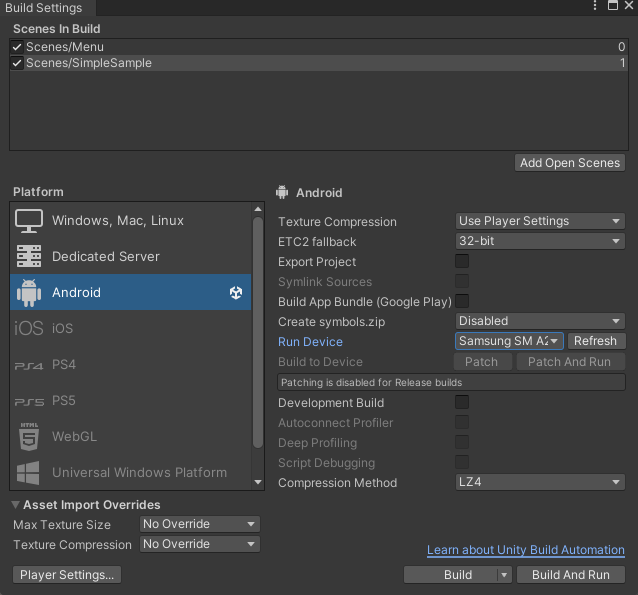 Build Settings
Scenes In Build
Scenes/Menu 0
Scenes/SimpleSample 1
Add Open Scenes
Platform
Windows, Mac, Linux
Dedicated Server
Android
iOS iOS
PS4 PS4
PS5 PS5
HTML 5 WebGL
Universal Windows Platform
Android
Texture Compression Use Player Settings
ETC2 fallback 32-bit
Export Project
Symlink Sources
Build App Bundle (Google Play)
Create symbols.zip Disabled
Run Device Samsung SM A2 Refresh
Build to Device Patch Patch And Run
Patching is disabled for Release builds
Development Build
Autoconnect Profiler
Deep Profiling
Script Debugging
Compression Method LZ4
Asset Import Overrides
Max Texture Size No Override
Texture Compression No Override
Learn about Unity Build Automation
Player Settings... Build Build And Run